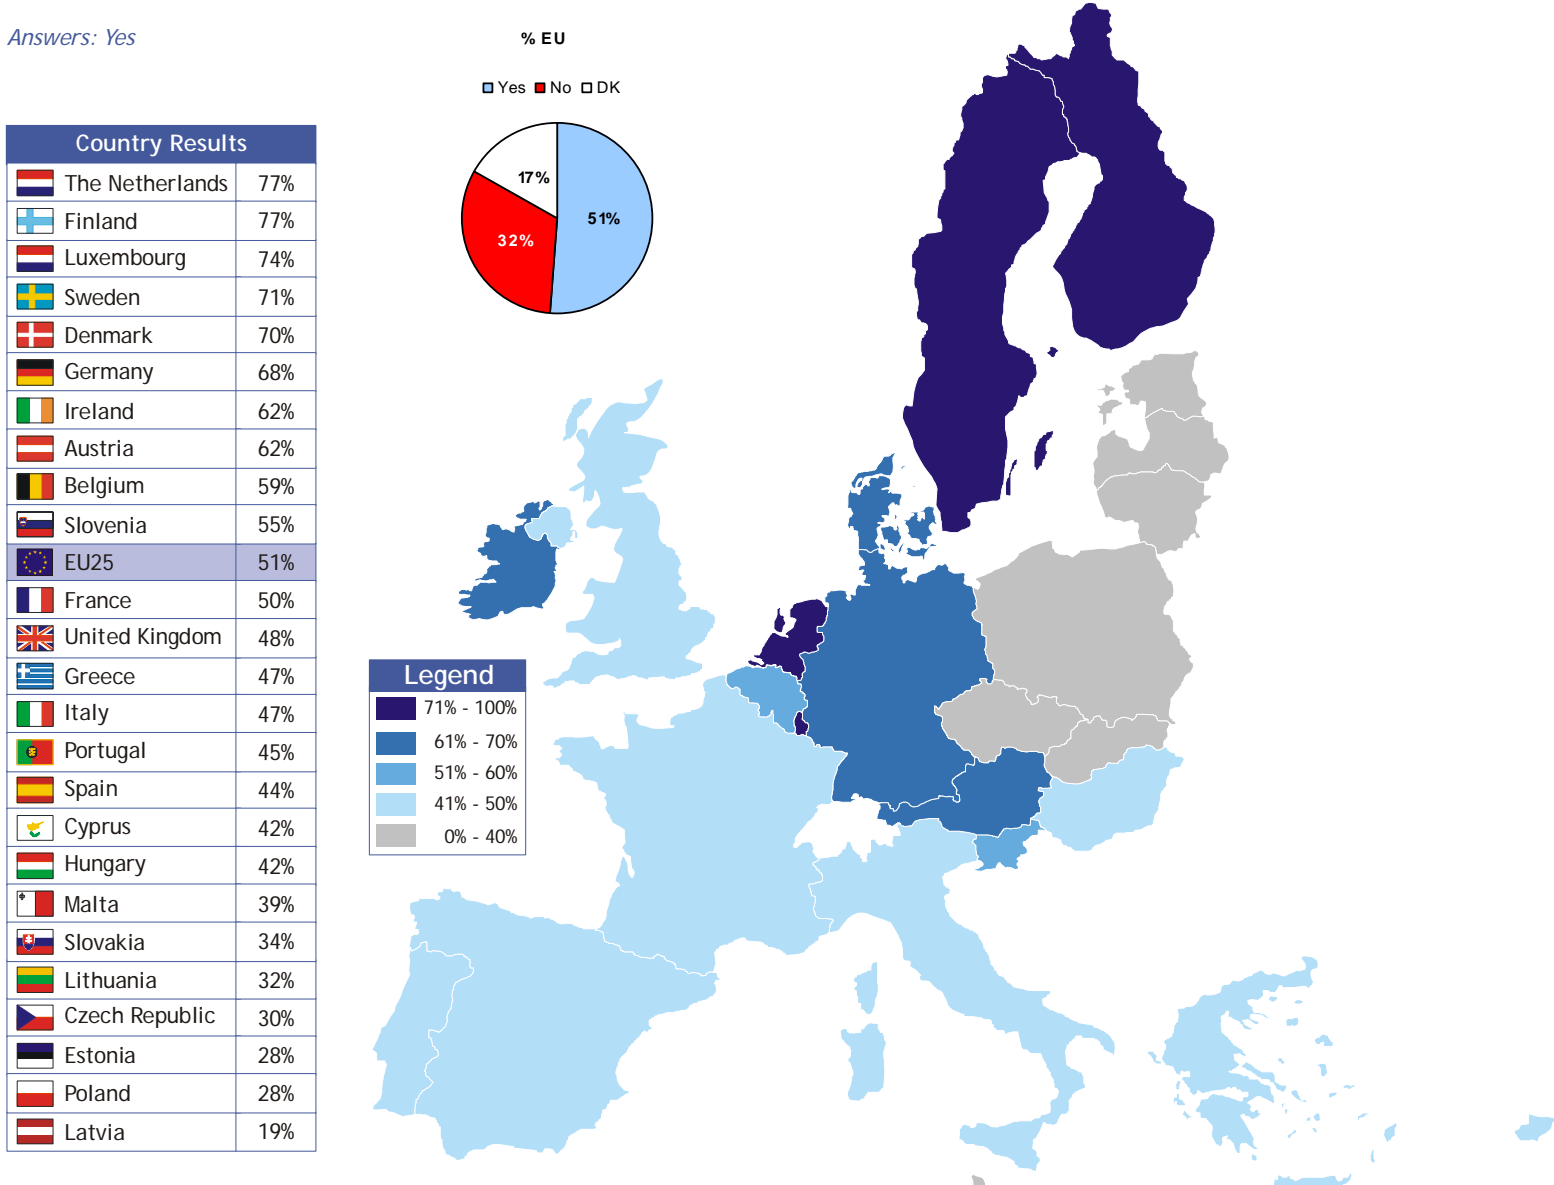 Answers: Yes
% EU
Yes No DK
17%
51%
32%
Country Results
The Netherlands 77%
Finland 77%
Luxembourg 74%
Sweden 71%
Denmark 70%
Germany 68%
Ireland 62%
Austria 62%
Belgium 59%
Slovenia 55%
EU25 51%
France 50%
United Kingdom 48%
Greece 47%
Italy 47%
Portugal 45%
Spain 44%
Cyprus 42%
Hungary 42%
Malta 39%
Slovakia 34%
Lithuania 32%
Czech Republic 30%
Estonia 28%
Poland 28%
Latvia 19%
Legend
71% - 100%
61% - 70%
51% - 60%
41% - 50%
0% - 40%